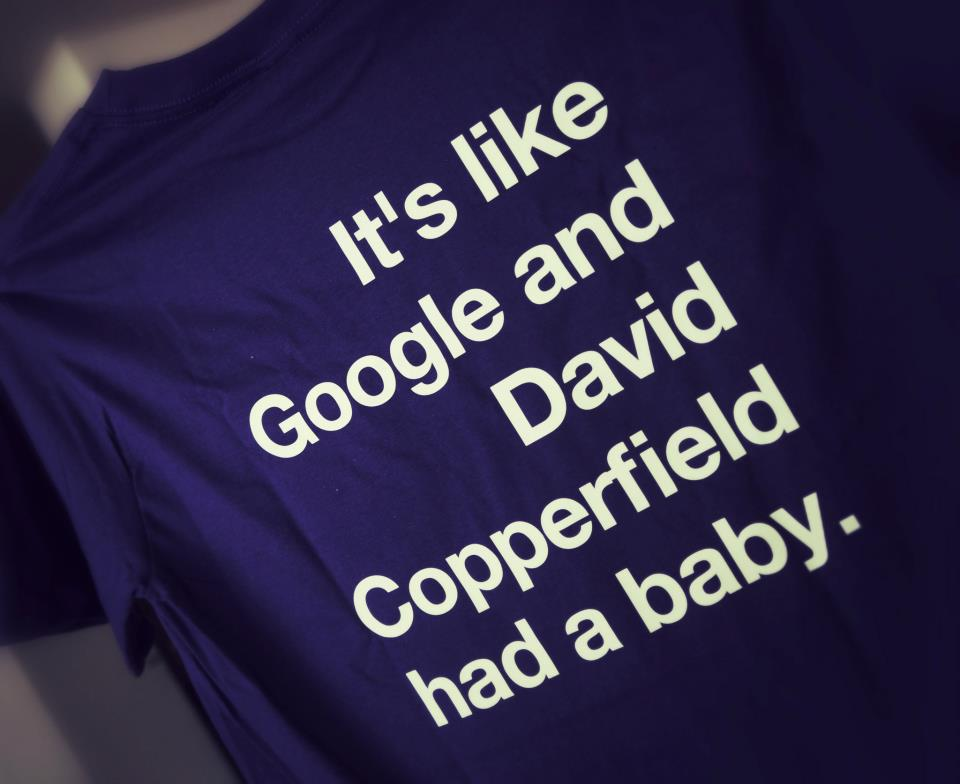 It's like
Google and
David
Copperfield
had a baby.